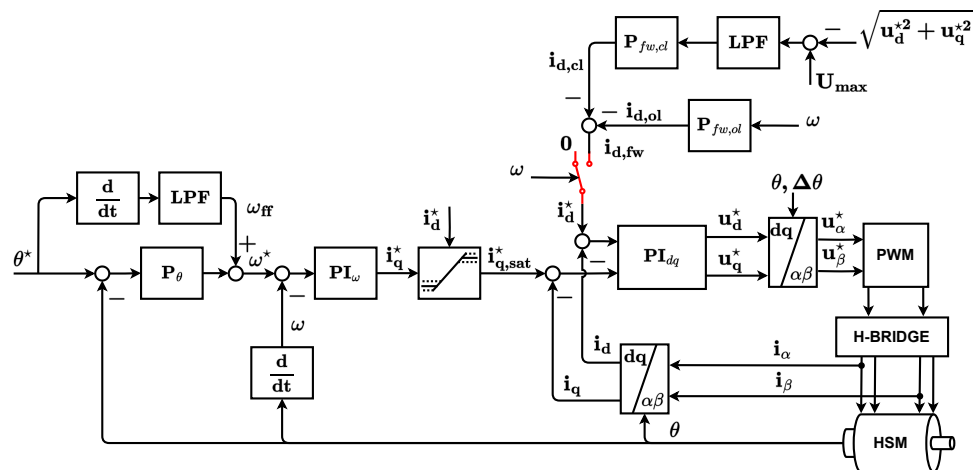 √u_d^⋆2 + u_q^⋆2
−
LPF
P_fw,cl
U_max
i_d,cl
−
−
i_d,ol
P_fw,ol
ω
0
i_d,fw
ω
θ, Δθ
d/dt
LPF
ω_ff
i_d^⋆
i_d^⋆
u_d^⋆
dq
u_α^⋆
θ^⋆
P_θ
+
ω^⋆
PI_ω
i_q^⋆
i_q,sat^⋆
−
PI_dq
u_q^⋆
αβ
u_β^⋆
PWM
−
−
−
ω
H-BRIDGE
d/dt
i_d
dq
i_α
i_q
αβ
i_β
θ
HSM